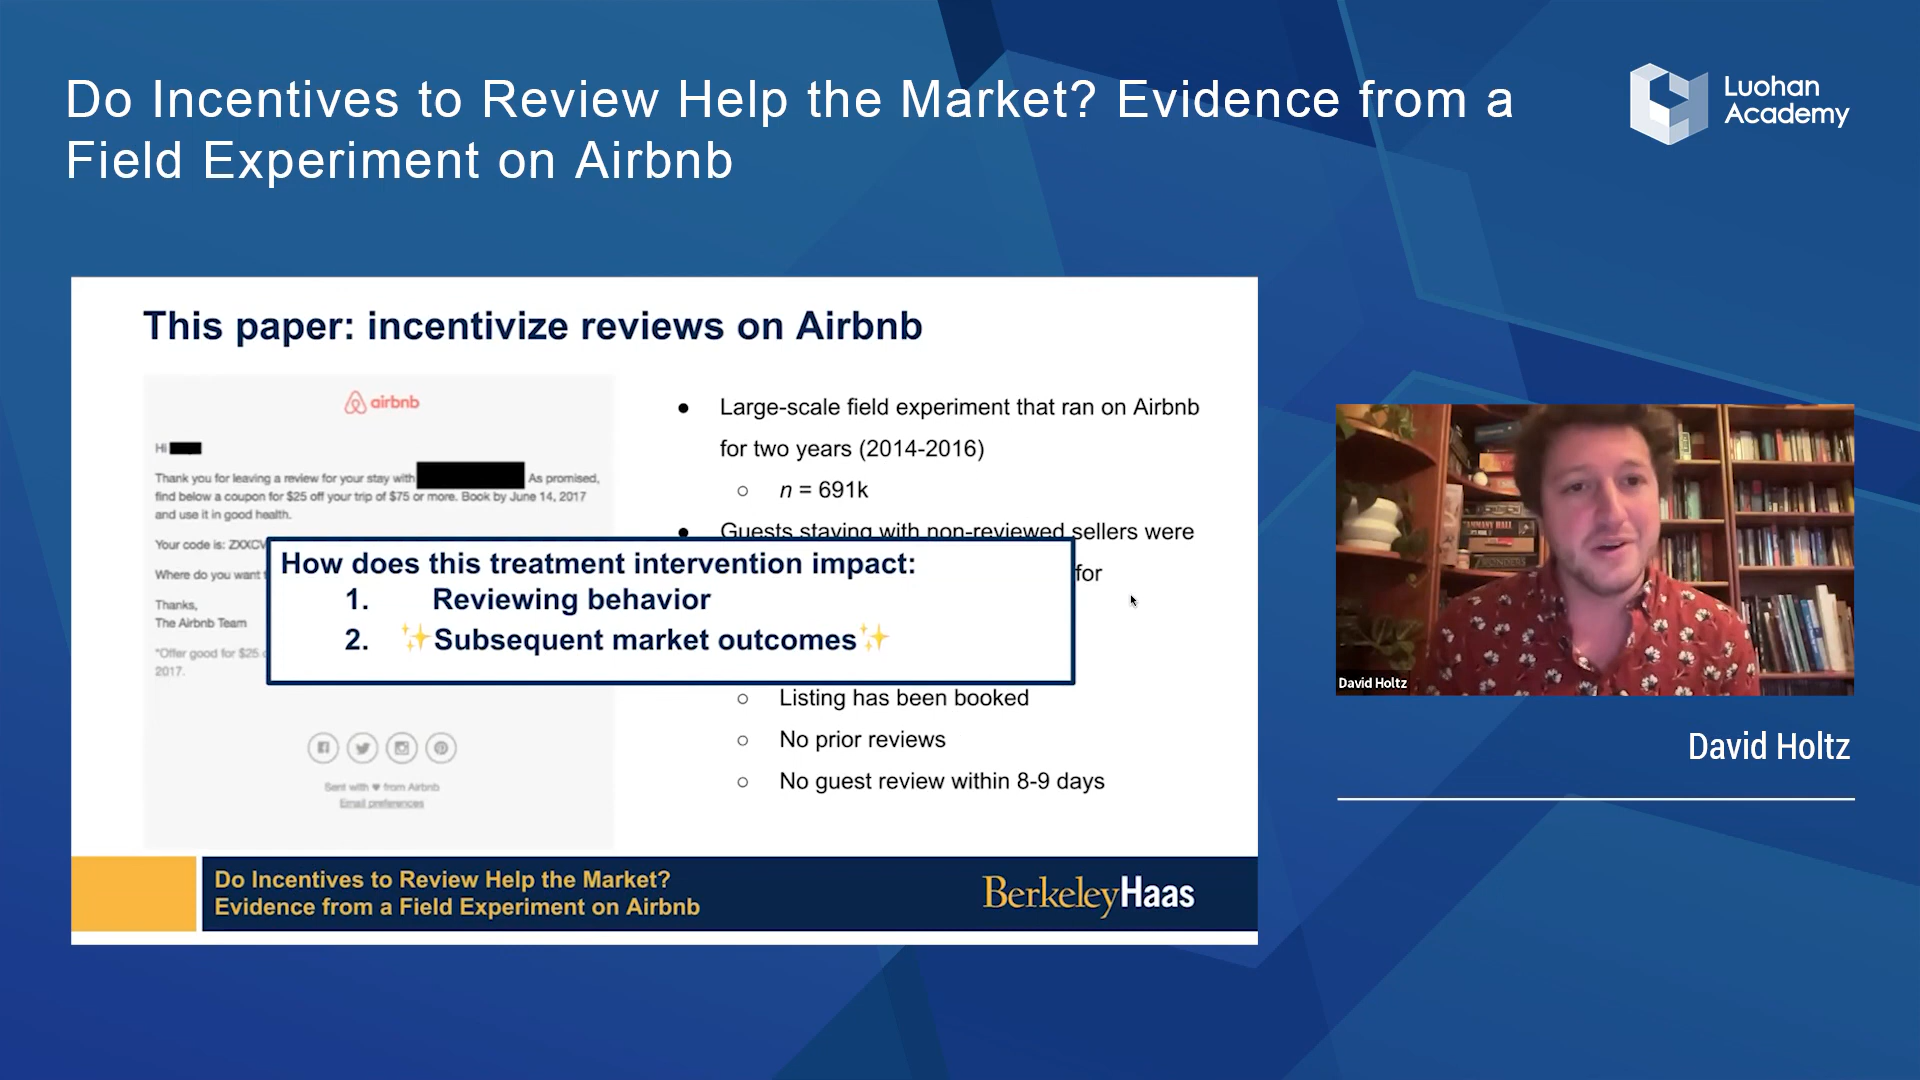 Do Incentives to Review Help the Market? Evidence from a
Field Experiment on Airbnb
Luohan
Academy
This paper: incentivize reviews on Airbnb
airbnb
Hi
Thank you for leaving a review for your stay with As promised,
find below a coupon for $25 off your trip of $75 or more. Book by June 14, 2017
and use it in good health.
Your code is: ZXXCV
Where do you want
Thanks,
The Airbnb Team
*Offer good for $25
2017.
Sent with ♥ from Airbnb
Email preferences
● Large-scale field experiment that ran on Airbnb
for two years (2014-2016)
○ n = 691k
● Guests staying with non-reviewed sellers were
for
How does this treatment intervention impact:
1. Reviewing behavior
2. ✨Subsequent market outcomes✨
○ Listing has been booked
○ No prior reviews
○ No guest review within 8-9 days
Do Incentives to Review Help the Market?
Evidence from a Field Experiment on Airbnb
BerkeleyHaas
WONDERS
David Holtz
David Holtz